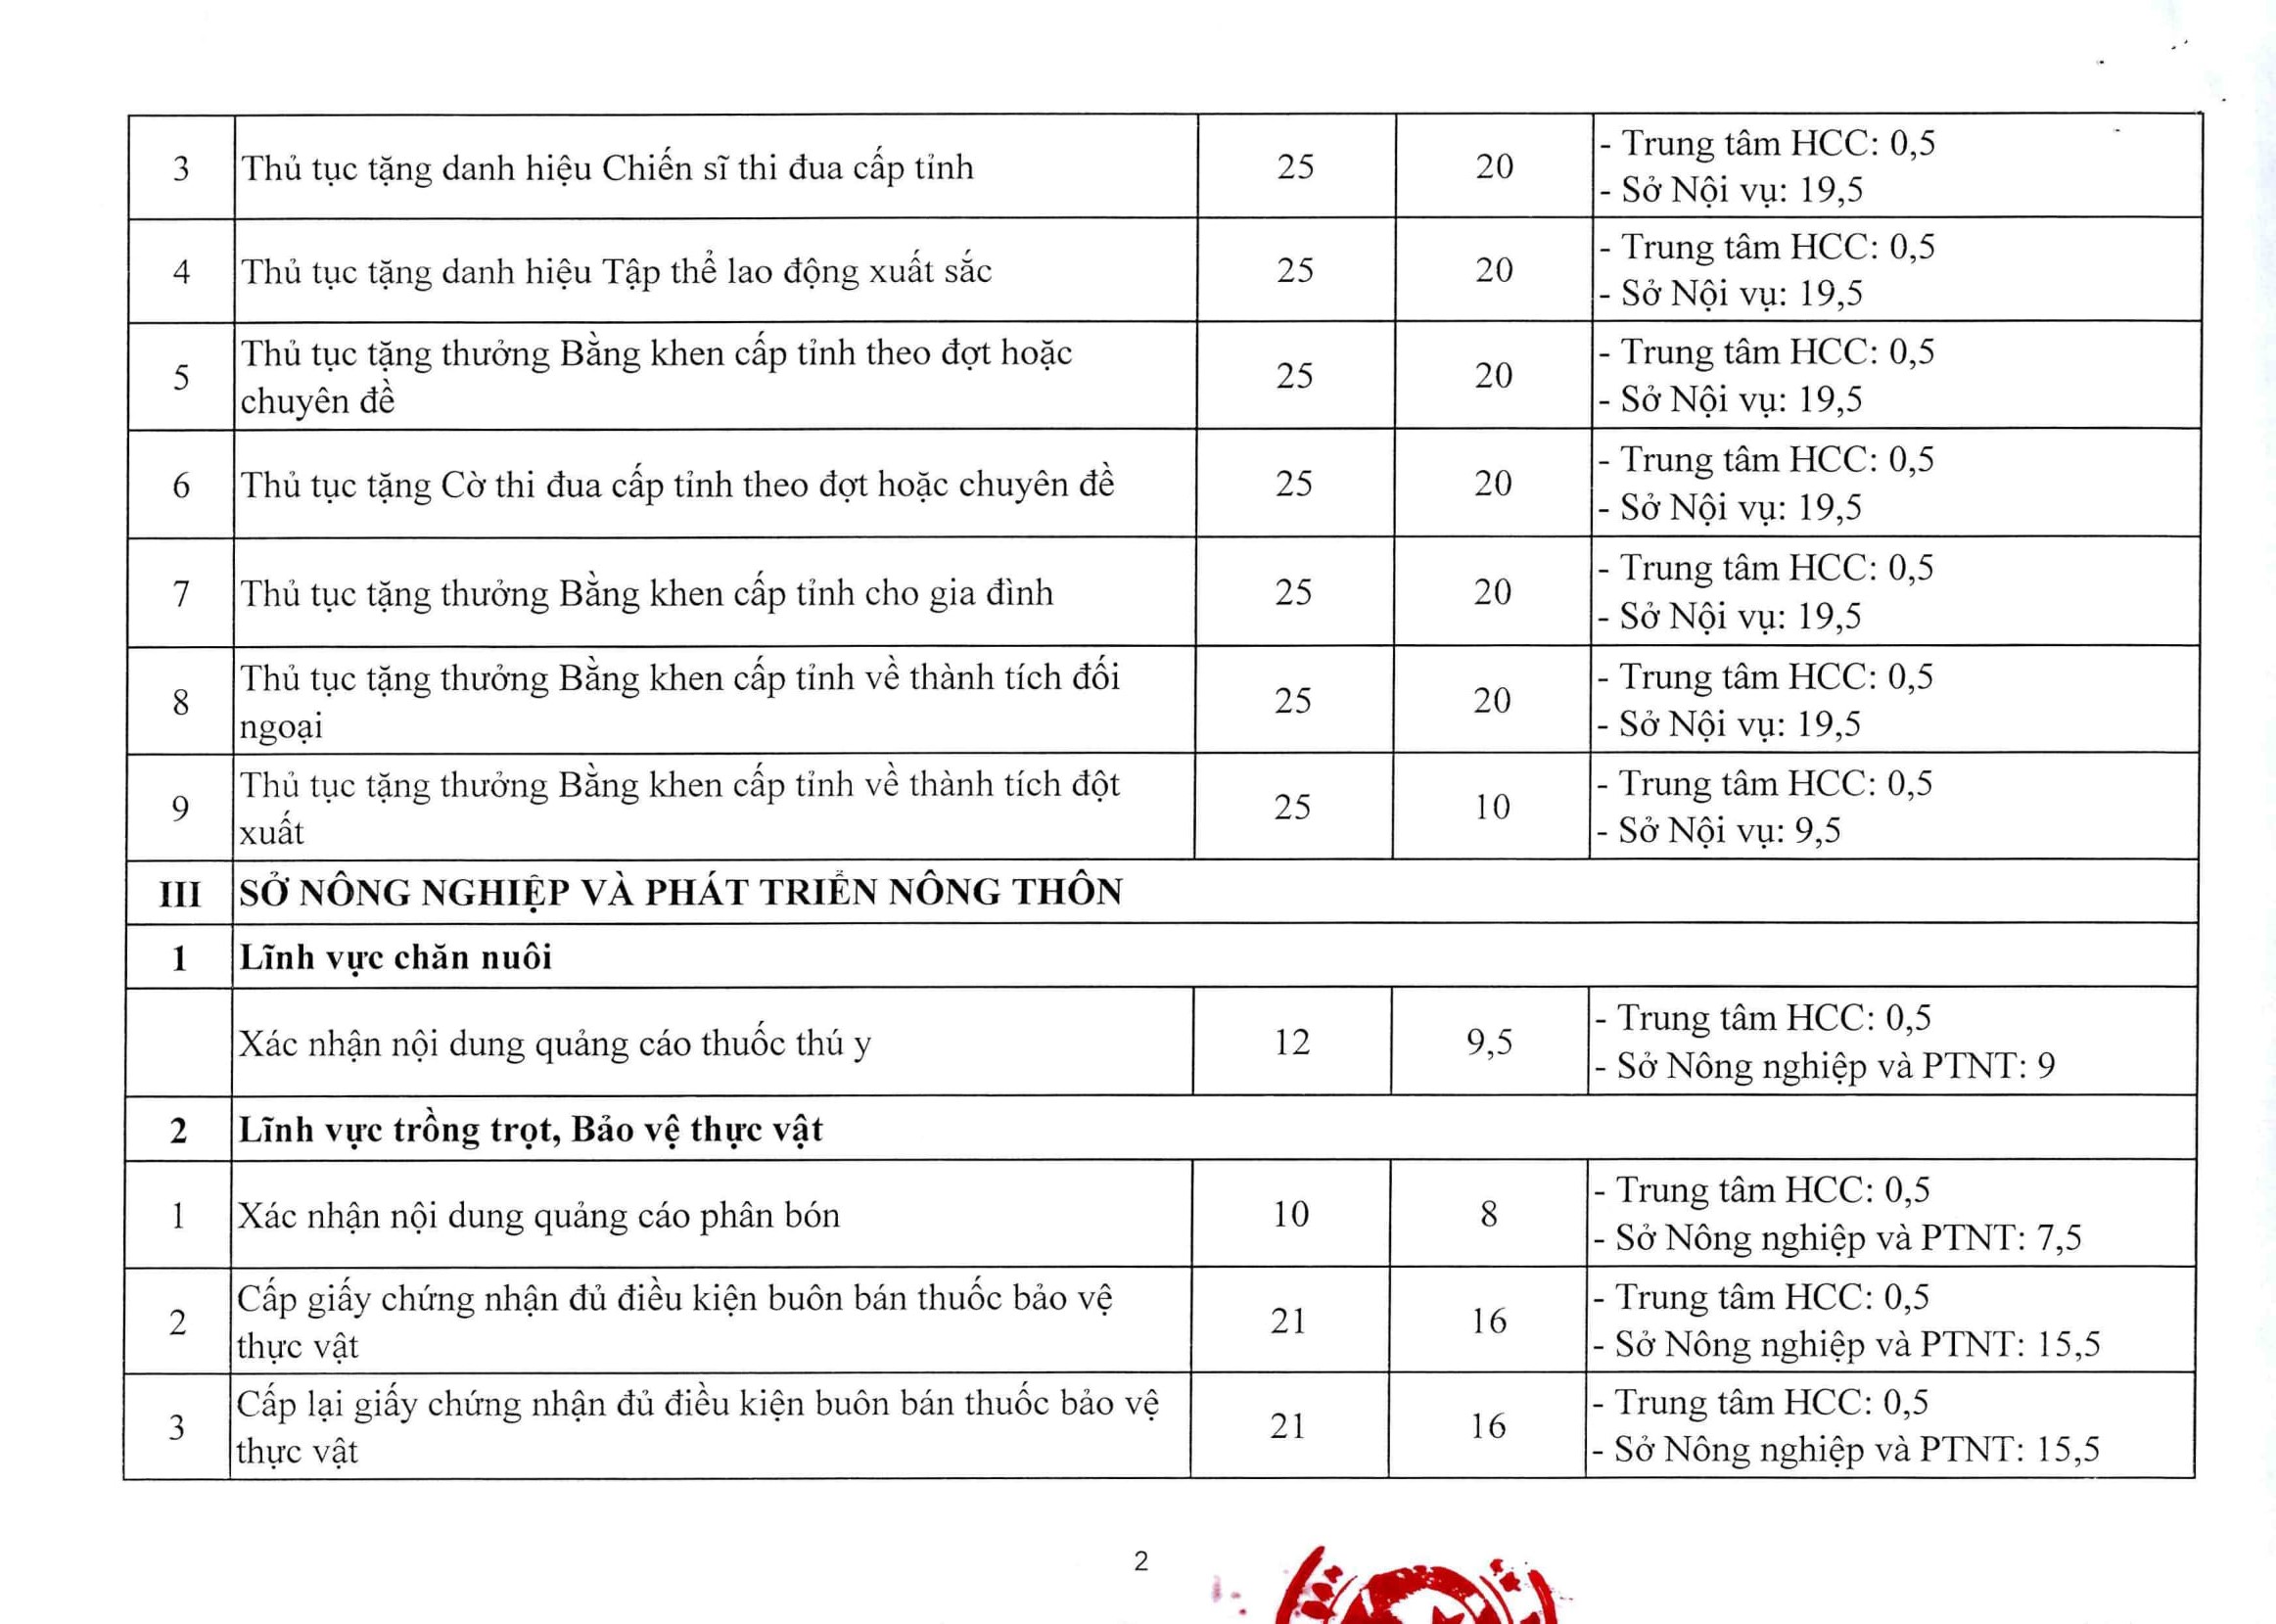 3 Thủ tục tặng danh hiệu Chiến sĩ thi đua cấp tỉnh 25 20 - Trung tâm HCC: 0,5
- Sở Nội vụ: 19,5
4 Thủ tục tặng danh hiệu Tập thể lao động xuất sắc 25 20 - Trung tâm HCC: 0,5
- Sở Nội vụ: 19,5
5 Thủ tục tặng thưởng Bằng khen cấp tỉnh theo đợt hoặc 25 20 - Trung tâm HCC: 0,5
chuyên đề - Sở Nội vụ: 19,5
6 Thủ tục tặng Cờ thi đua cấp tỉnh theo đợt hoặc chuyên đề 25 20 - Trung tâm HCC: 0,5
- Sở Nội vụ: 19,5
7 Thủ tục tặng thưởng Bằng khen cấp tỉnh cho gia đình 25 20 - Trung tâm HCC: 0,5
- Sở Nội vụ: 19,5
8 Thủ tục tặng thưởng Bằng khen cấp tỉnh về thành tích đối 25 20 - Trung tâm HCC: 0,5
ngoại - Sở Nội vụ: 19,5
9 Thủ tục tặng thưởng Bằng khen cấp tỉnh về thành tích đột 25 10 - Trung tâm HCC: 0,5
xuất - Sở Nội vụ: 9,5
III SỞ NÔNG NGHIỆP VÀ PHÁT TRIỂN NÔNG THÔN
1 Lĩnh vực chăn nuôi
Xác nhận nội dung quảng cáo thuốc thú y 12 9,5 - Trung tâm HCC: 0,5
- Sở Nông nghiệp và PTNT: 9
2 Lĩnh vực trồng trọt, Bảo vệ thực vật
1 Xác nhận nội dung quảng cáo phân bón 10 8 - Trung tâm HCC: 0,5
- Sở Nông nghiệp và PTNT: 7,5
2 Cấp giấy chứng nhận đủ điều kiện buôn bán thuốc bảo vệ 21 16 - Trung tâm HCC: 0,5
thực vật - Sở Nông nghiệp và PTNT: 15,5
3 Cấp lại giấy chứng nhận đủ điều kiện buôn bán thuốc bảo vệ 21 16 - Trung tâm HCC: 0,5
thực vật - Sở Nông nghiệp và PTNT: 15,5
2